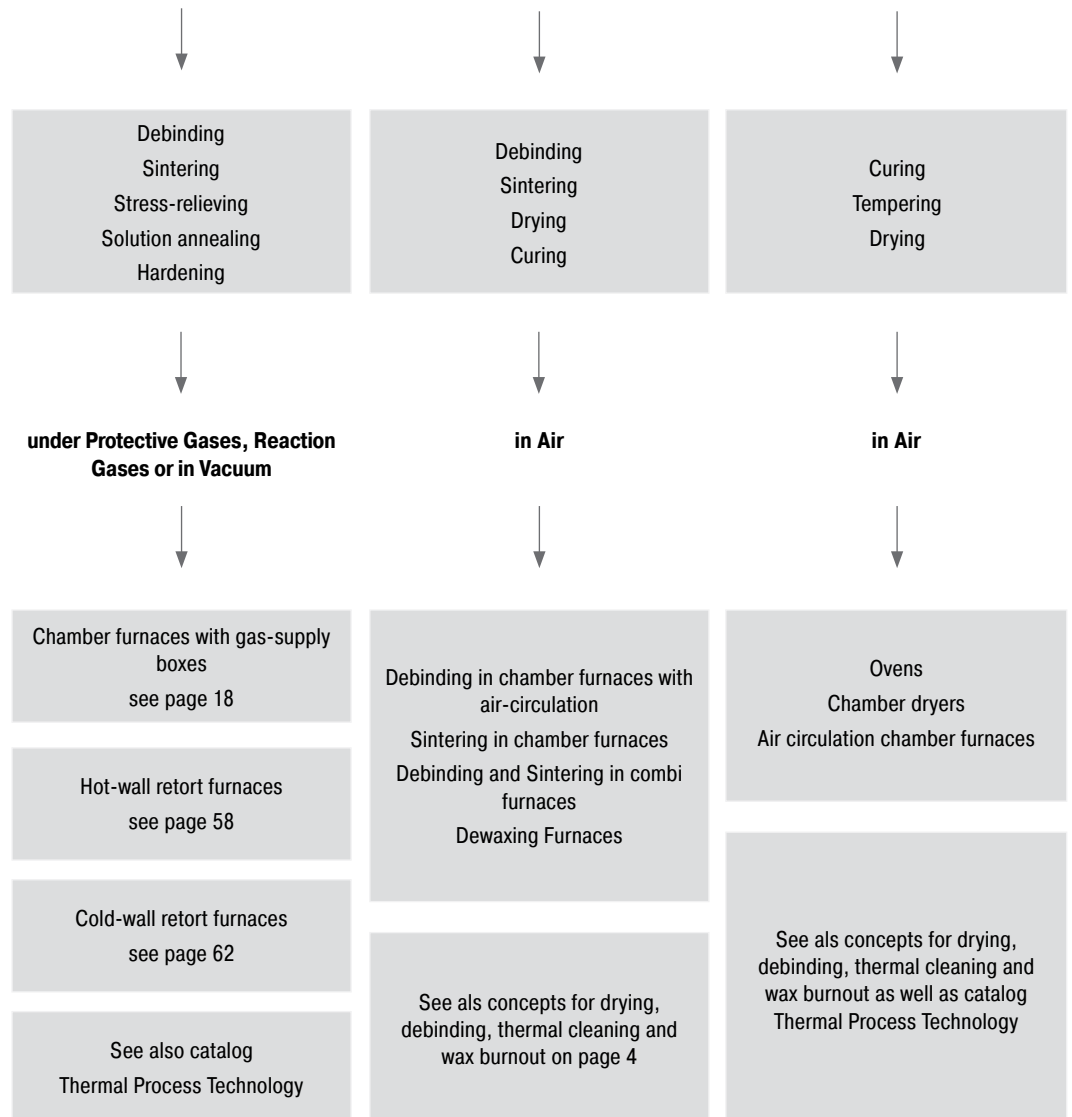 Debinding
Sintering
Stress-relieving
Solution annealing
Hardening
Debinding
Sintering
Drying
Curing
Curing
Tempering
Drying
under Protective Gases, Reaction
Gases or in Vacuum
in Air
in Air
Chamber furnaces with gas-supply
boxes
see page 18
Hot-wall retort furnaces
see page 58
Cold-wall retort furnaces
see page 62
See also catalog
Thermal Process Technology
Debinding in chamber furnaces with
air-circulation
Sintering in chamber furnaces
Debinding and Sintering in combi
furnaces
Dewaxing Furnaces
See als concepts for drying,
debinding, thermal cleaning and
wax burnout on page 4
Ovens
Chamber dryers
Air circulation chamber furnaces
See als concepts for drying,
debinding, thermal cleaning and
wax burnout as well as catalog
Thermal Process Technology